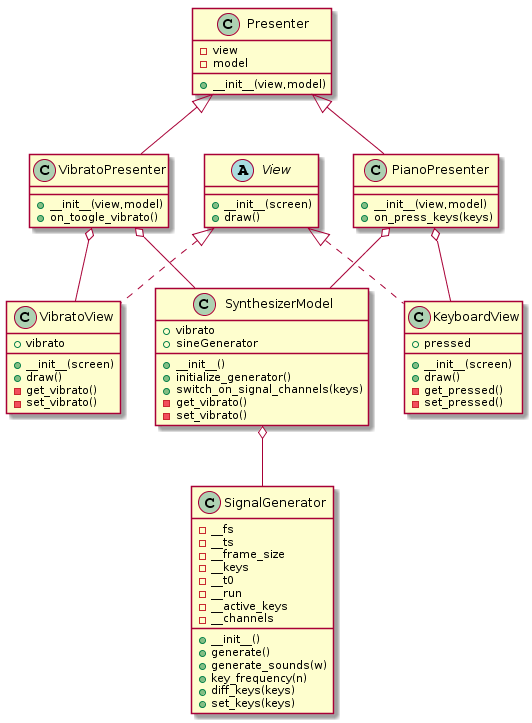 C Presenter
view
model
__init__(view,model)
C VibratoPresenter
__init__(view,model)
on_toogle_vibrato()
A View
__init__(screen)
draw()
C PianoPresenter
__init__(view,model)
on_press_keys(keys)
C VibratoView
vibrato
__init__(screen)
draw()
get_vibrato()
set_vibrato()
C SynthesizerModel
vibrato
sineGenerator
__init__()
initialize_generator()
switch_on_signal_channels(keys)
get_vibrato()
set_vibrato()
C KeyboardView
pressed
__init__(screen)
draw()
get_pressed()
set_pressed()
C SignalGenerator
__fs
__ts
__frame_size
__keys
__t0
__run
__active_keys
__channels
__init__()
generate()
generate_sounds(w)
key_frequency(n)
diff_keys(keys)
set_keys(keys)